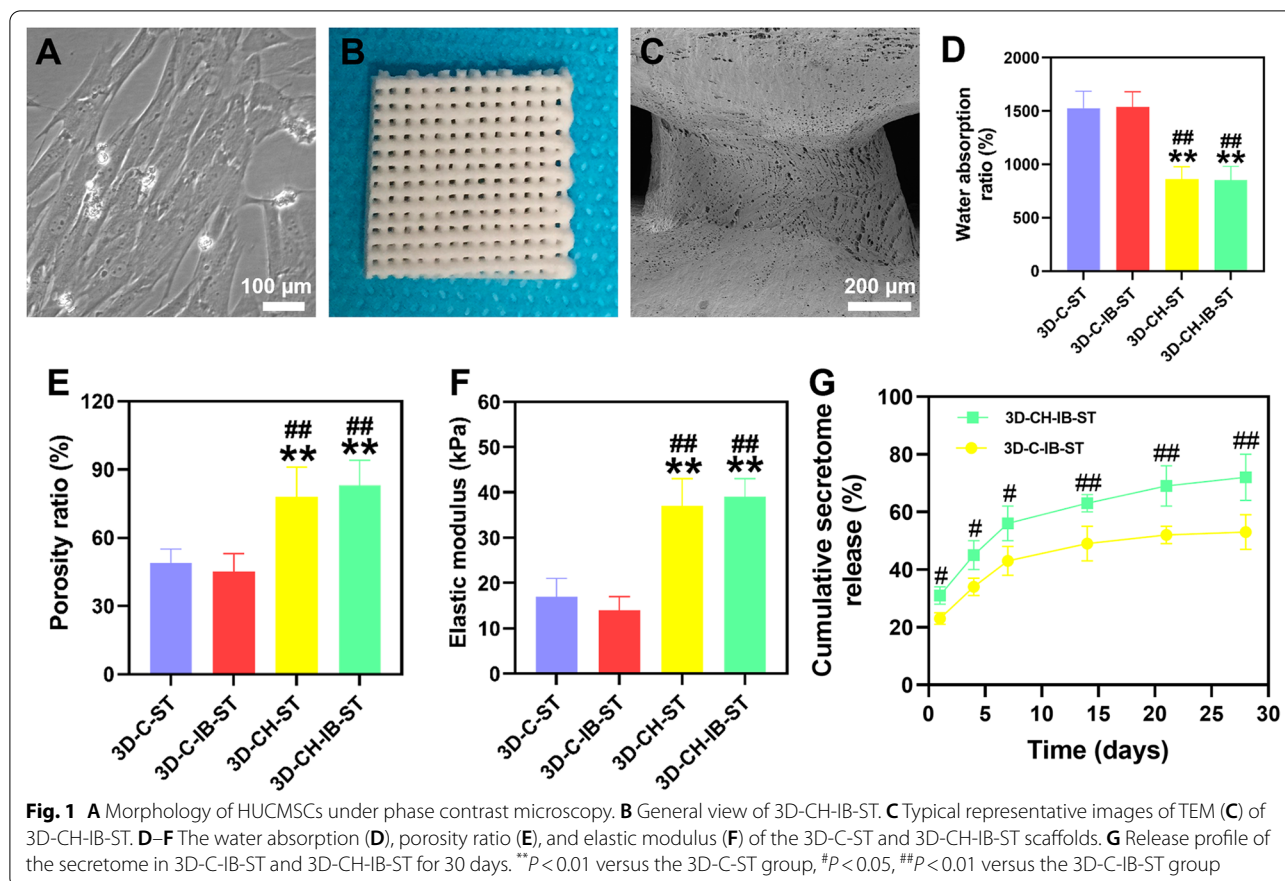 A
100 µm
B
C
200 µm
D
Water absorption
ratio (%)
2000
1500
1000
500
0
##
**
##
**
3D-C-ST
3D-C-IB-ST
3D-CH-ST
3D-CH-IB-ST
E
Porosity ratio (%)
120
90
60
30
0
##
**
##
**
3D-C-ST
3D-C-IB-ST
3D-CH-ST
3D-CH-IB-ST
F
Elastic modulus (kPa)
60
50
40
30
20
10
0
##
**
##
**
3D-C-ST
3D-C-IB-ST
3D-CH-ST
3D-CH-IB-ST
G
Cumulative secretome
release (%)
100
80
60
40
20
0
3D-CH-IB-ST
3D-C-IB-ST
#
#
#
##
##
##
0 5 10 15 20 25 30
Time (days)
Fig. 1 A Morphology of HUCMSCs under phase contrast microscopy. B General view of 3D-CH-IB-ST. C Typical representative images of TEM (C) of
3D-CH-IB-ST. D–F The water absorption (D), porosity ratio (E), and elastic modulus (F) of the 3D-C-ST and 3D-CH-IB-ST scaffolds. G Release profile of
the secretome in 3D-C-IB-ST and 3D-CH-IB-ST for 30 days. **P < 0.01 versus the 3D-C-ST group, #P < 0.05, ##P < 0.01 versus the 3D-C-IB-ST group